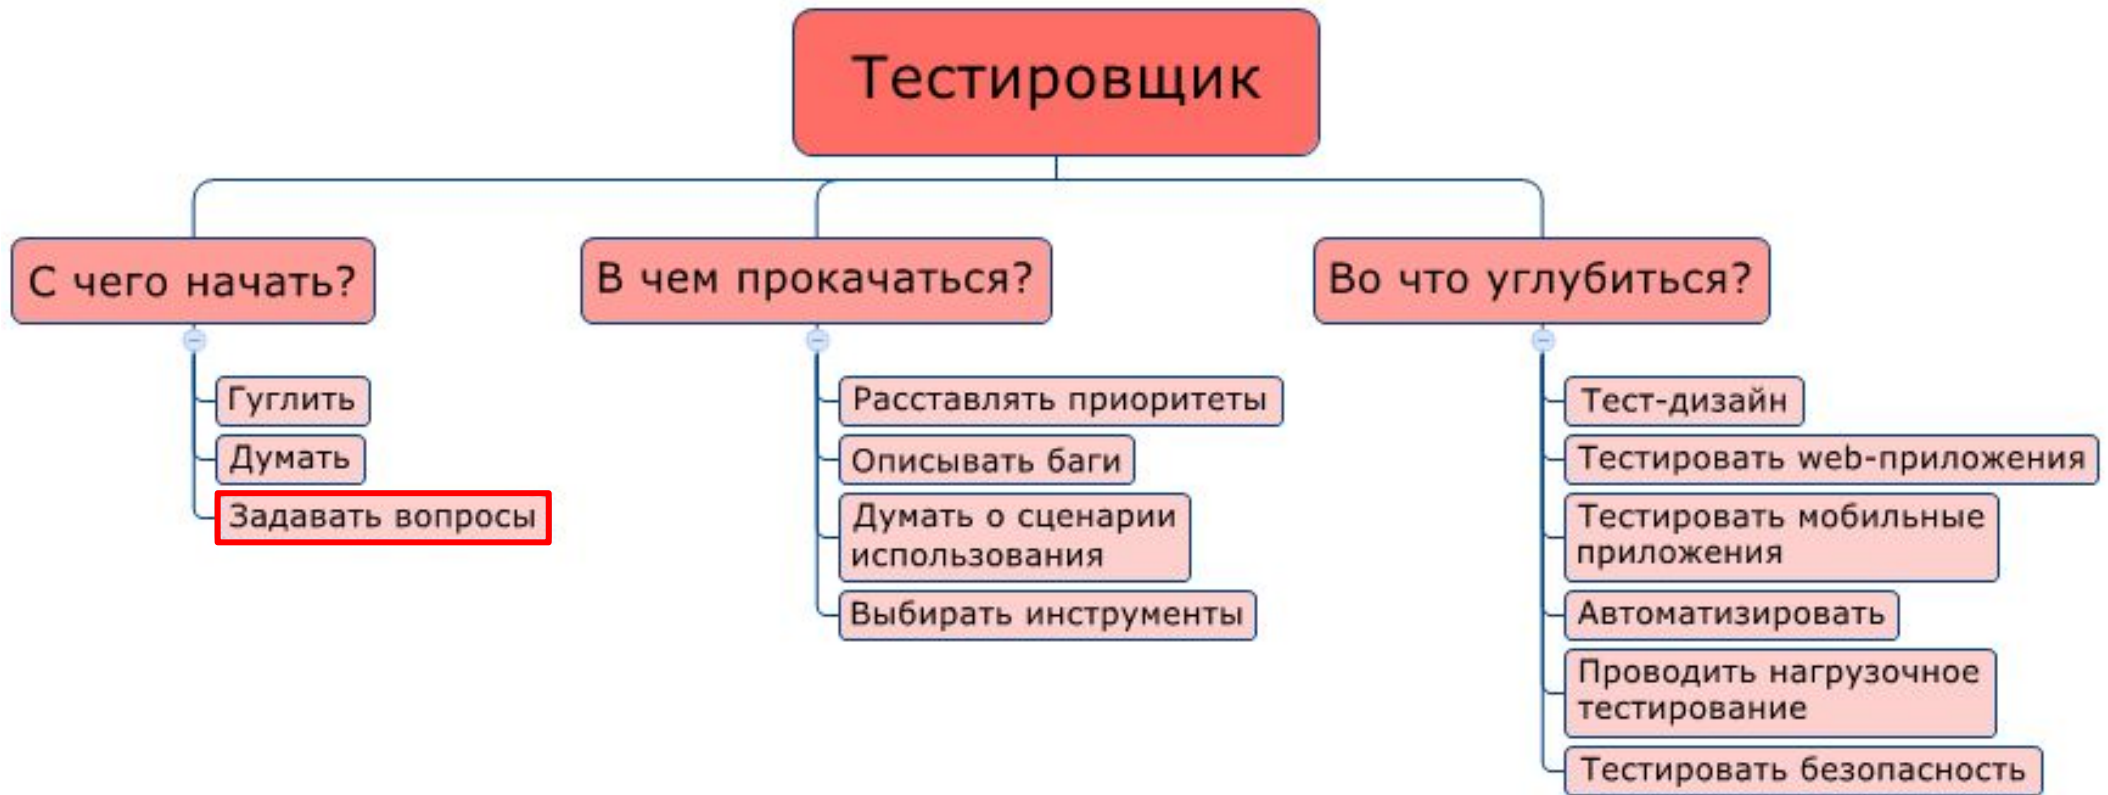 Тестировщик
С чего начать?
Гуглить
Думать
Задавать вопросы
В чем прокачаться?
Расставлять приоритеты
Описывать баги
Думать о сценарии
использования
Выбирать инструменты
Во что углубиться?
Тест-дизайн
Тестировать web-приложения
Тестировать мобильные
приложения
Автоматизировать
Проводить нагрузочное
тестирование
Тестировать безопасность